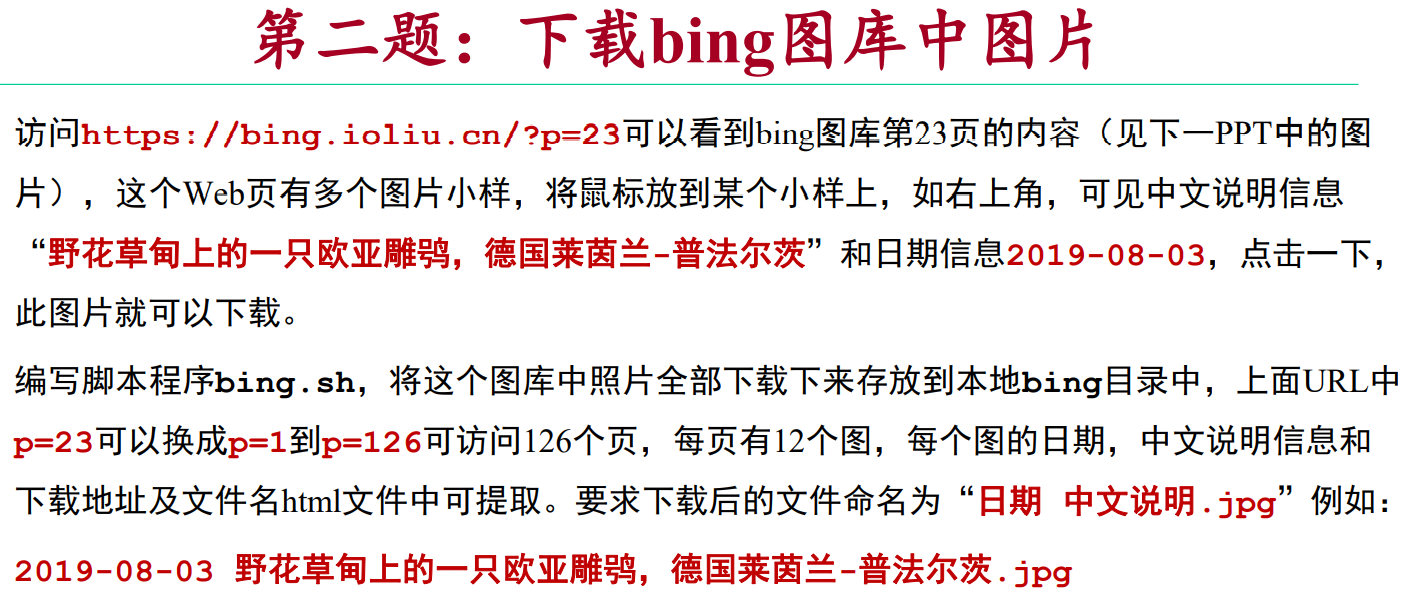 第二题：下载bing图库中图片
访问https://bing.ioliu.cn/?p=23可以看到bing图库第23页的内容（见下一PPT中的图
片），这个Web页有多个图片小样，将鼠标放到某个小样上，如右上角，可见中文说明信息
“野花草甸上的一只欧亚雕鸮，德国莱茵兰-普法尔茨”和日期信息2019-08-03，点击一下，
此图片就可以下载。
编写脚本程序bing.sh，将这个图库中照片全部下载下来存放到本地bing目录中，上面URL中
p=23可以换成p=1到p=126可访问126个页，每页有12个图，每个图的日期，中文说明信息和
下载地址及文件名html文件中可提取。要求下载后的文件命名为“日期 中文说明.jpg”例如：
2019-08-03 野花草甸上的一只欧亚雕鸮，德国莱茵兰-普法尔茨.jpg